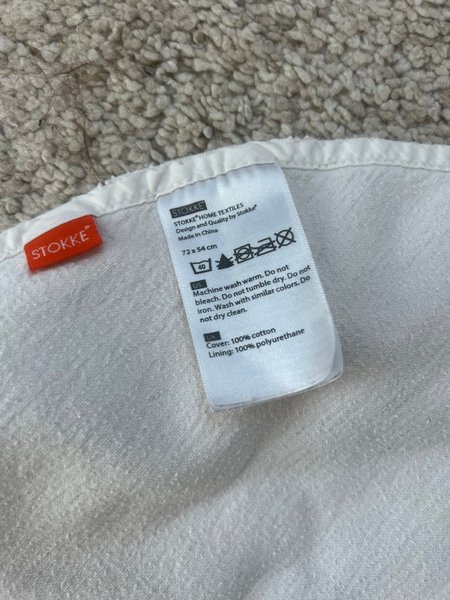 STOKKE®
STOKKE®
STOKKE® HOME TEXTILES
Design and Quality by Stokke®
Made in China
72 x 54 cm
40
US
Machine wash warm. Do not
bleach. Do not tumble dry. Do not
iron. Wash with similar colors. Do
not dry clean.
Cover: 100% cotton
Lining: 100% polyurethane